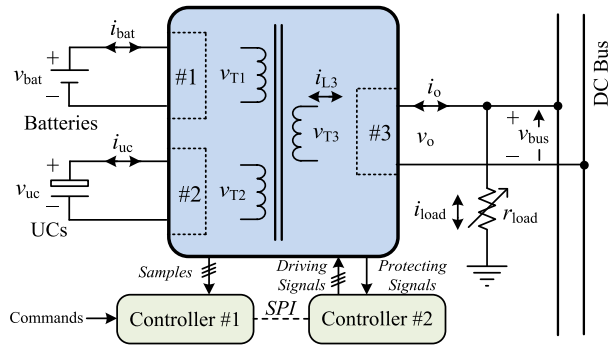 i_bat
+
v_bat
−
Batteries
#1
v_T1
i_uc
+
v_uc
−
UCs
#2
v_T2
i_L3
v_T3
#3
i_o
v_o
+
v_bus
−
DC Bus
i_load
r_load
Samples
Driving
Signals
Protecting
Signals
Commands
Controller #1
SPI
Controller #2